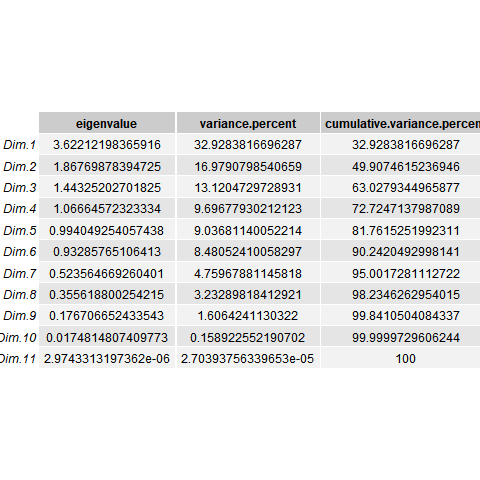 eigenvalue variance.percent cumulative.variance.percen
Dim.1 3.62212198365916 32.9283816696287 32.9283816696287
Dim.2 1.86769878394725 16.9790798540659 49.9074615236946
Dim.3 1.44325202701825 13.1204729728931 63.0279344965877
Dim.4 1.06664572323334 9.69677930212123 72.7247137987089
Dim.5 0.994049254057438 9.03681140052214 81.7615251992311
Dim.6 0.93285765106413 8.48052410058297 90.2420492998141
Dim.7 0.523564669260401 4.759678811458​18 95.0017281112722
Dim.8 0.355618800254215 3.23289818412921 98.2346262954015
Dim.9 0.176706652433543 1.6064241130322 99.8410504084337
Dim.10 0.0174814807409773 0.158922552190702 99.9999729606244
Dim.11 2.9743313197362e-06 2.70393756339653e-05 100